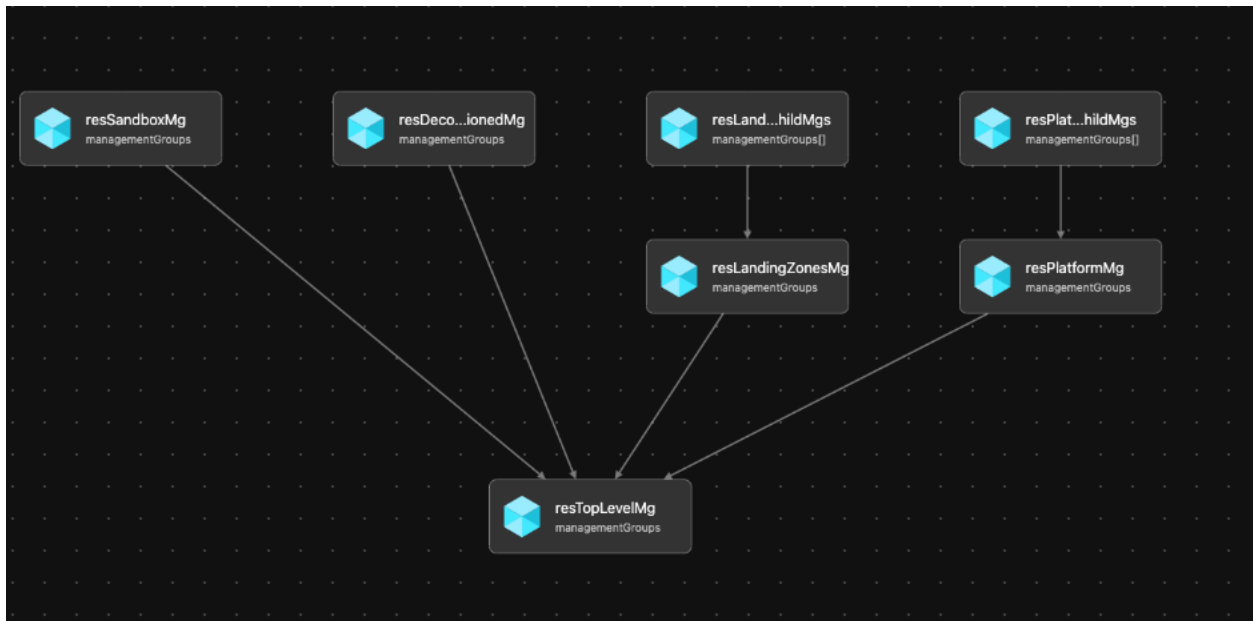 resSandboxMg
managementGroups
resDeco...ionedMg
managementGroups
resLand...hildMgs
managementGroups[]
resPlat...hildMgs
managementGroups[]
resLandingZonesMg
managementGroups
resPlatformMg
managementGroups
resTopLevelMg
managementGroups